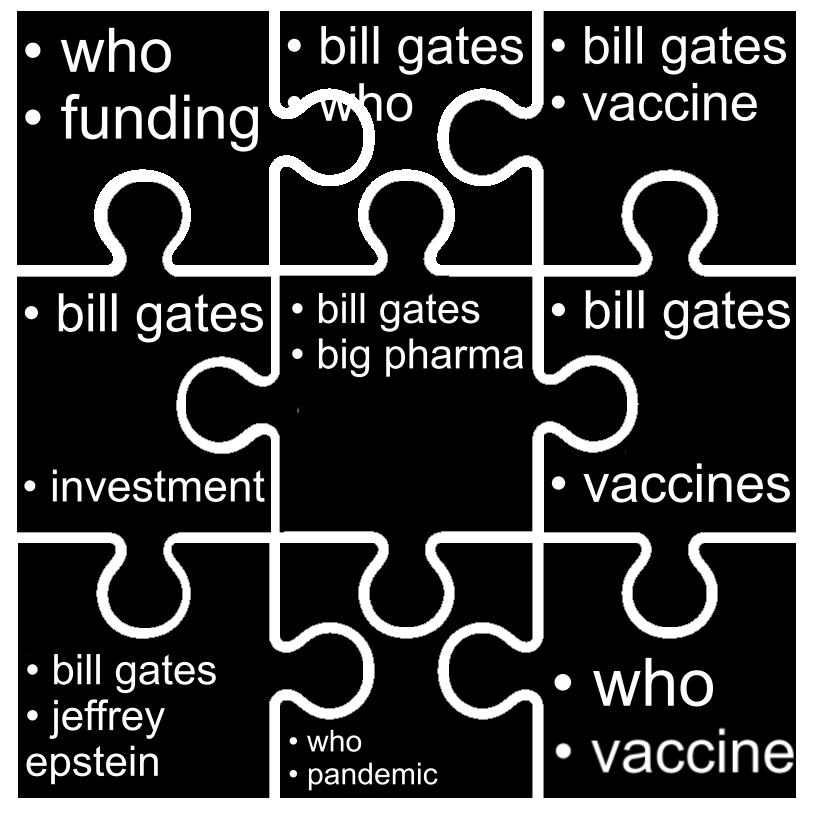 • who
• funding
• bill gates
• who
• bill gates
• vaccine
• bill gates
• investment
• bill gates
• big pharma
• bill gates
• vaccines
• bill gates
• jeffrey
epstein
• who
• pandemic
• who
• vaccine